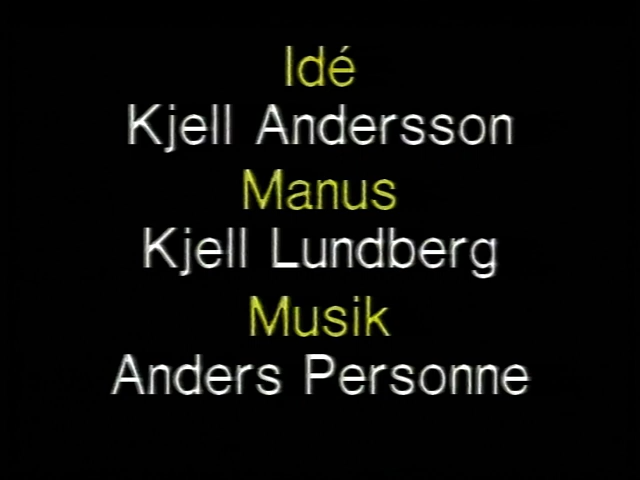 Idé
Kjell Andersson
Manus
Kjell Lundberg
Musik
Anders Personne